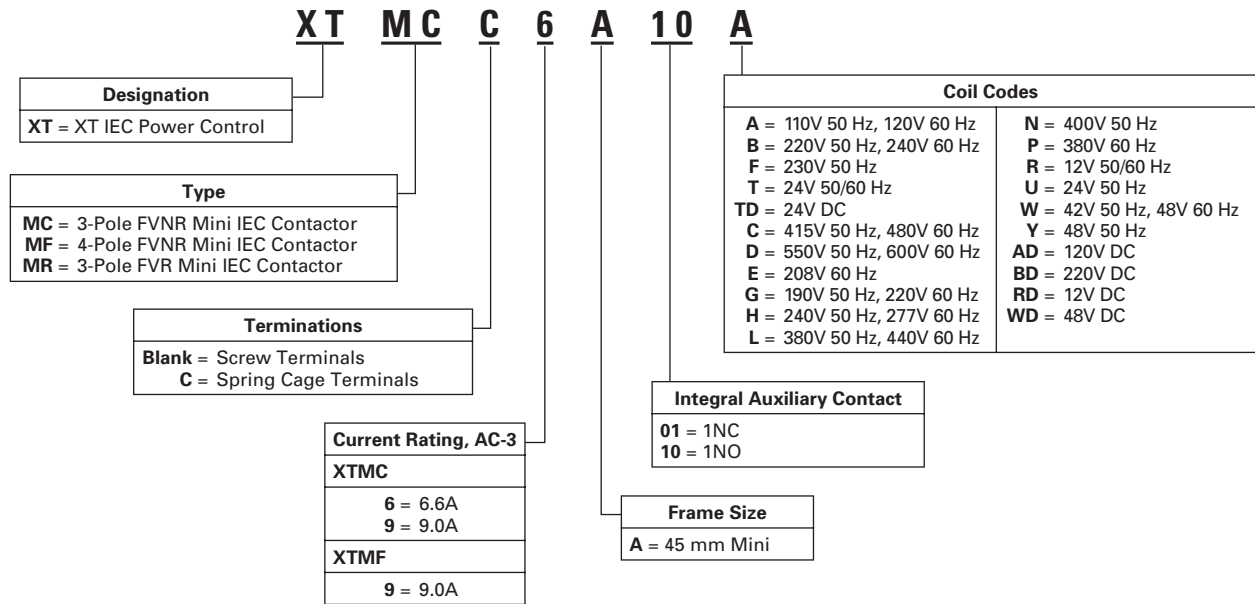 XT MC C 6 A 10 A
Designation
XT = XT IEC Power Control
Type
MC = 3-Pole FVNR Mini IEC Contactor
MF = 4-Pole FVNR Mini IEC Contactor
MR = 3-Pole FVR Mini IEC Contactor
Terminations
Blank = Screw Terminals
C = Spring Cage Terminals
Current Rating, AC-3
XTMC
6 = 6.6A
9 = 9.0A
XTMF
9 = 9.0A
Frame Size
A = 45 mm Mini
Integral Auxiliary Contact
01 = 1NC
10 = 1NO
Coil Codes
A = 110V 50 Hz, 120V 60 Hz
B = 220V 50 Hz, 240V 60 Hz
F = 230V 50 Hz
T = 24V 50/60 Hz
TD = 24V DC
C = 415V 50 Hz, 480V 60 Hz
D = 550V 50 Hz, 600V 60 Hz
E = 208V 60 Hz
G = 190V 50 Hz, 220V 60 Hz
H = 240V 50 Hz, 277V 60 Hz
L = 380V 50 Hz, 440V 60 Hz
N = 400V 50 Hz
P = 380V 60 Hz
R = 12V 50/60 Hz
U = 24V 50 Hz
W = 42V 50 Hz, 48V 60 Hz
Y = 48V 50 Hz
AD = 120V DC
BD = 220V DC
RD = 12V DC
WD = 48V DC